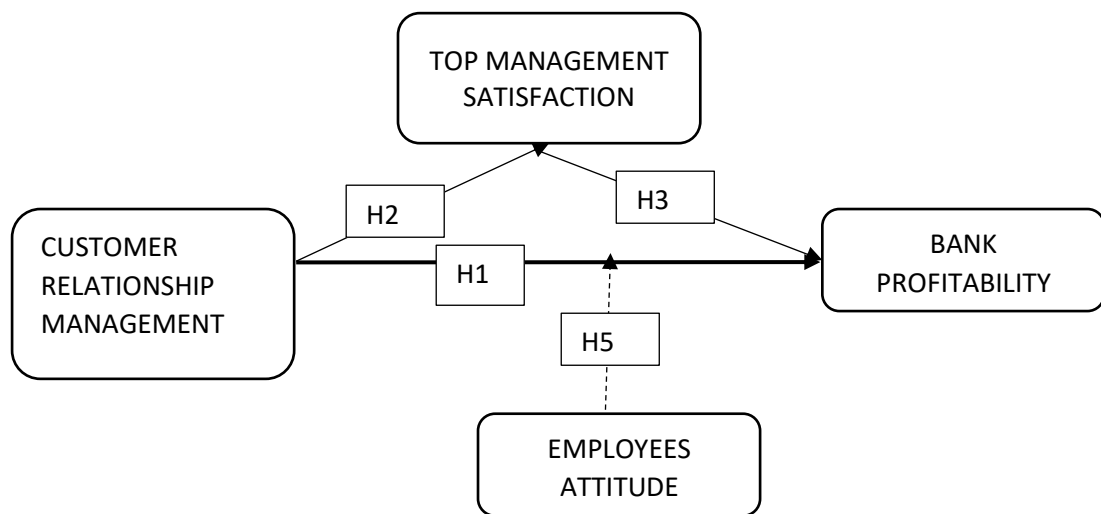 TOP MANAGEMENT
SATISFACTION
H2
H3
CUSTOMER
RELATIONSHIP
MANAGEMENT
BANK
PROFITABILITY
H1
H5
EMPLOYEES
ATTITUDE